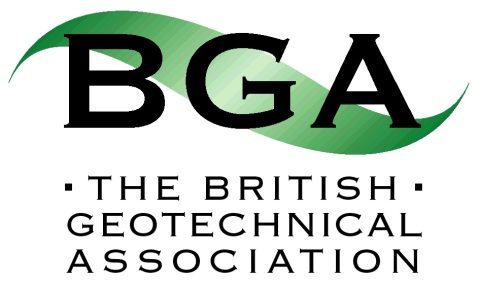 BGA
· THE BRITISH ·
GEOTECHNICAL
ASSOCIATION